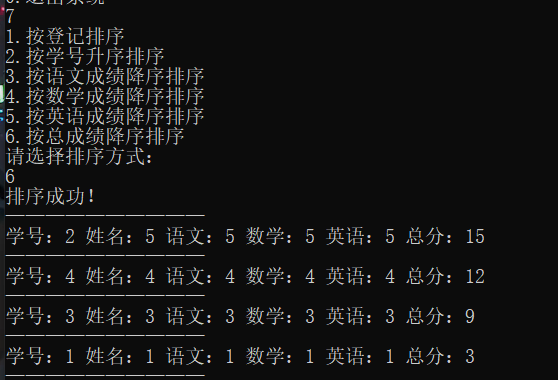 7
1.按登记排序
2.按学号升序排序
3.按语文成绩降序排序
4.按数学成绩降序排序
5.按英语成绩降序排序
6.按总成绩降序排序
请选择排序方式：
6
排序成功！
——————————
学号：2 姓名：5 语文：5 数学：5 英语：5 总分：15
——————————
学号：4 姓名：4 语文：4 数学：4 英语：4 总分：12
——————————
学号：3 姓名：3 语文：3 数学：3 英语：3 总分：9
——————————
学号：1 姓名：1 语文：1 数学：1 英语：1 总分：3
——————————